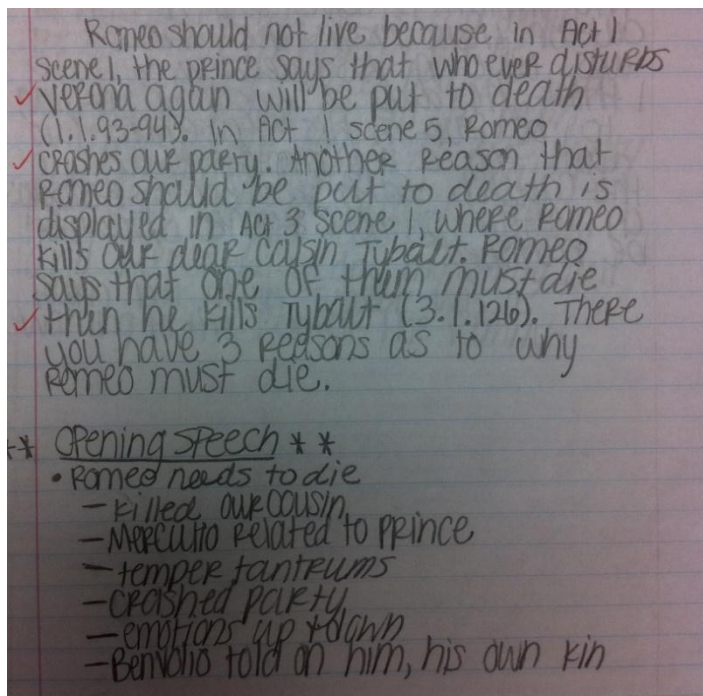 Romeo should not live because in Act 1
scene 1, the prince says that whoever disturbs
✓ Verona again will be put to death
(1.1.93-94). In Act 1 scene 5, Romeo
✓ crashes our party. Another reason that
Romeo should be put to death is
displayed in Act 3 scene 1, where Romeo
kills our dear cousin Tybalt. Romeo
says that one of them must die
✓ then he kills Tybalt (3.1.126). There
you have 3 reasons as to why
Romeo must die.
** Opening Speech **
• Romeo needs to die
- killed our cousin
- Mercutio related to prince
- temper tantrums
- crashed party
- emotions up & down
- Benvolio told on him, his own kin